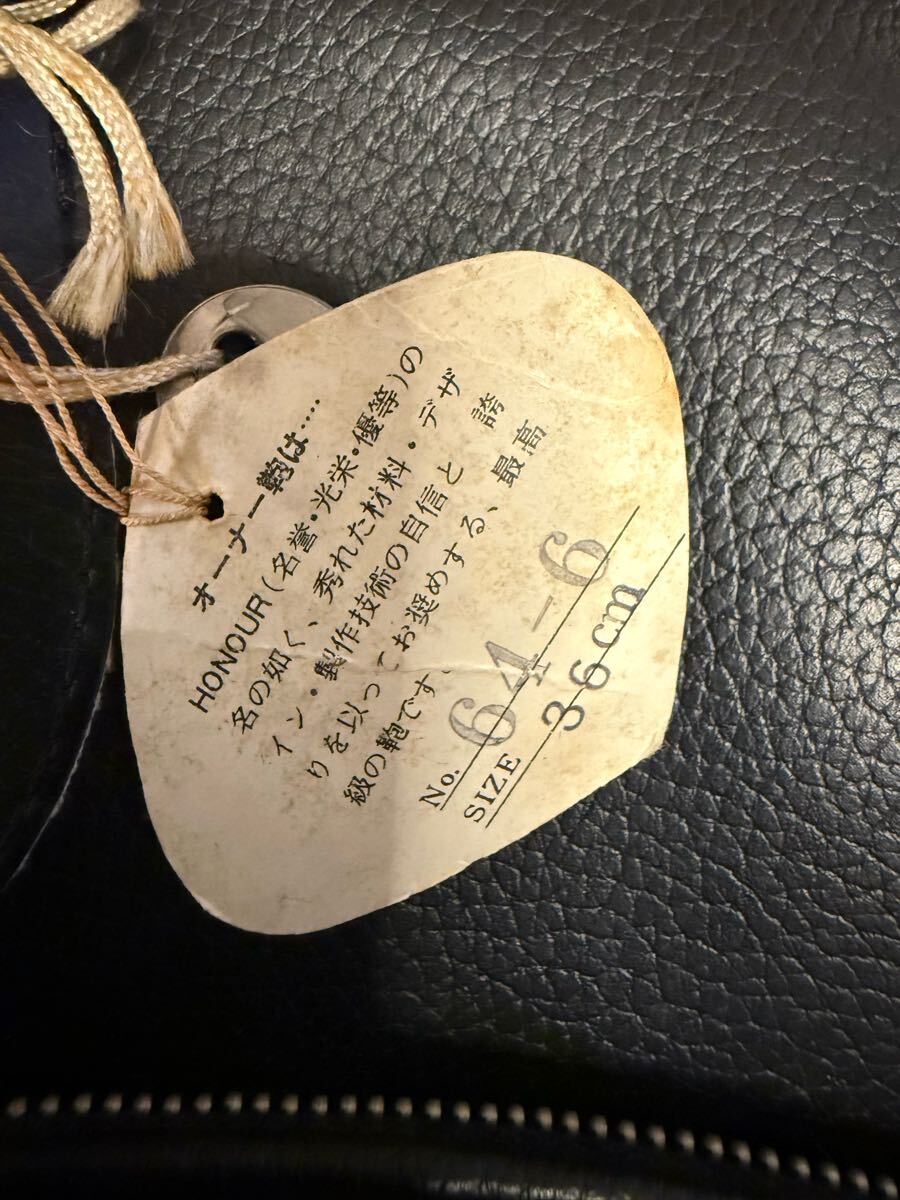 オーナー鞄は‥‥
HONOUR(名誉・光栄・優等)の
名の如く、秀れた材料・デザ
イン・製作技術の自信と誇
りを以ってお奨めする、最高
級の鞄です。
No. 64-6
SIZE 36cm